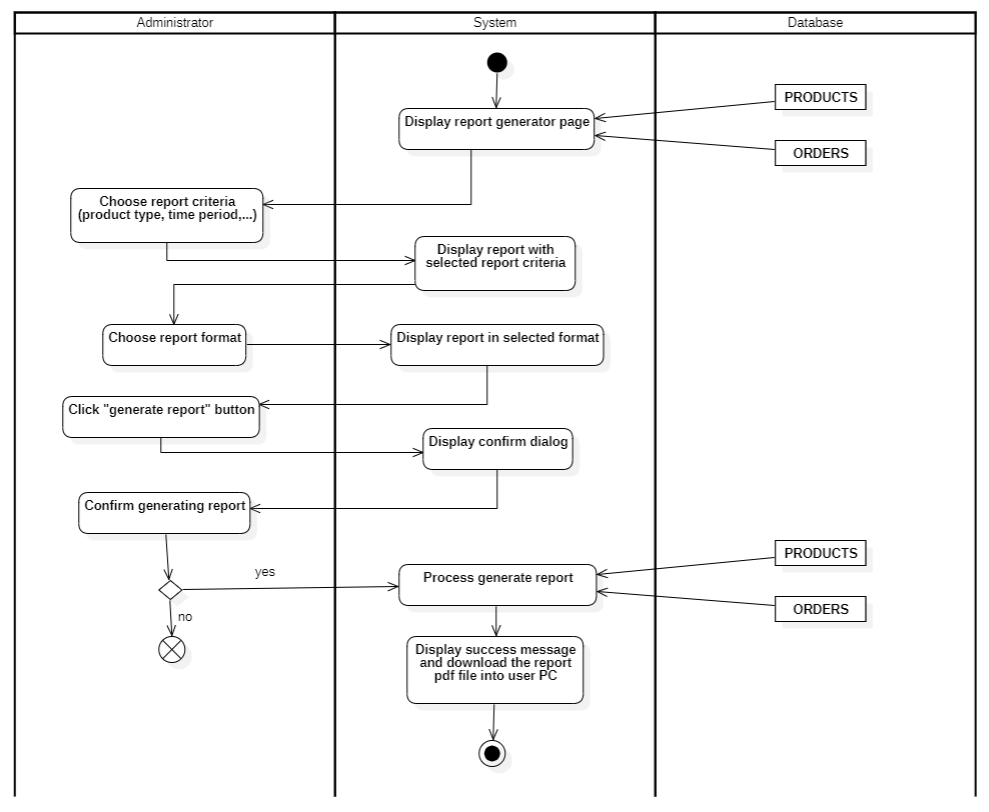 Administrator
System
Database
PRODUCTS
Display report generator page
ORDERS
Choose report criteria
(product type, time period,...)
Display report with
selected report criteria
Choose report format
Display report in selected format
Click "generate report" button
Display confirm dialog
Confirm generating report
PRODUCTS
yes
Process generate report
ORDERS
no
Display success message
and download the report
pdf file into user PC